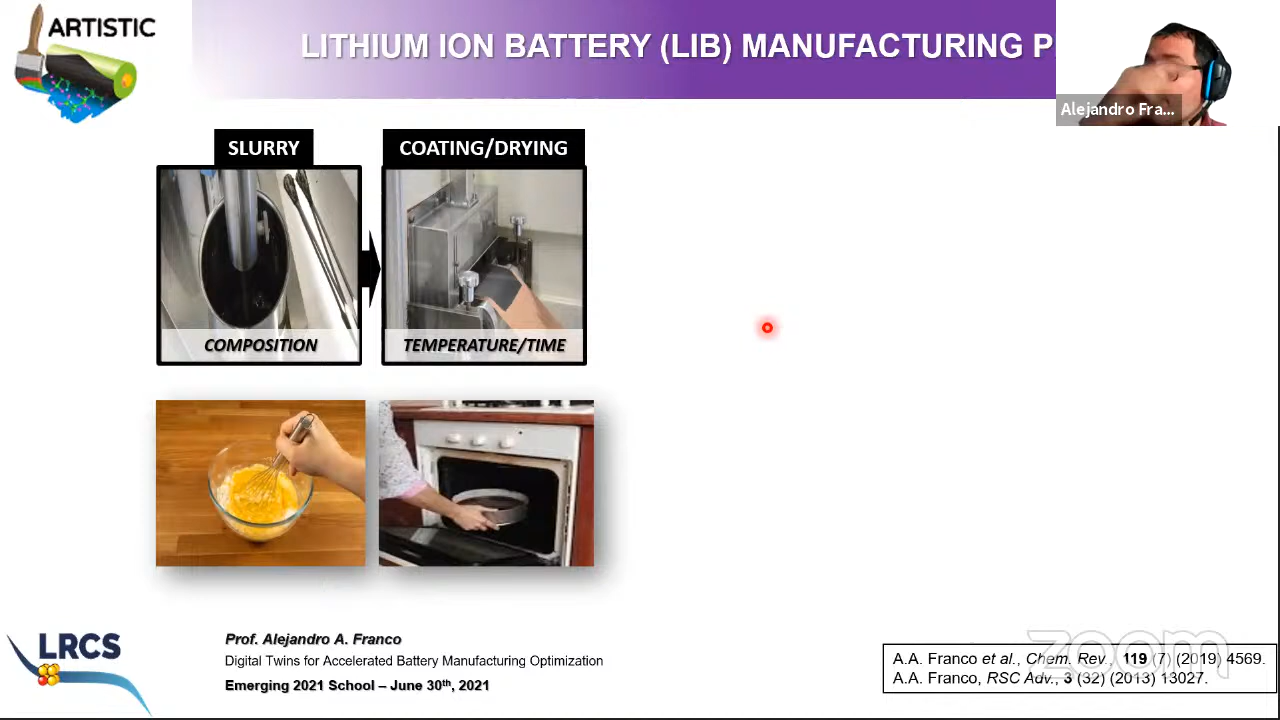 ARTISTIC
LITHIUM ION BATTERY (LIB) MANUFACTURING P
Alejandro Fra...
SLURRY
COATING/DRYING
COMPOSITION
TEMPERATURE/TIME
LRCS
Prof. Alejandro A. Franco
Digital Twins for Accelerated Battery Manufacturing Optimization
Emerging 2021 School – June 30th, 2021
zoom
A.A. Franco et al., Chem. Rev., 119 (7) (2019) 4569.
A.A. Franco, RSC Adv., 3 (32) (2013) 13027.